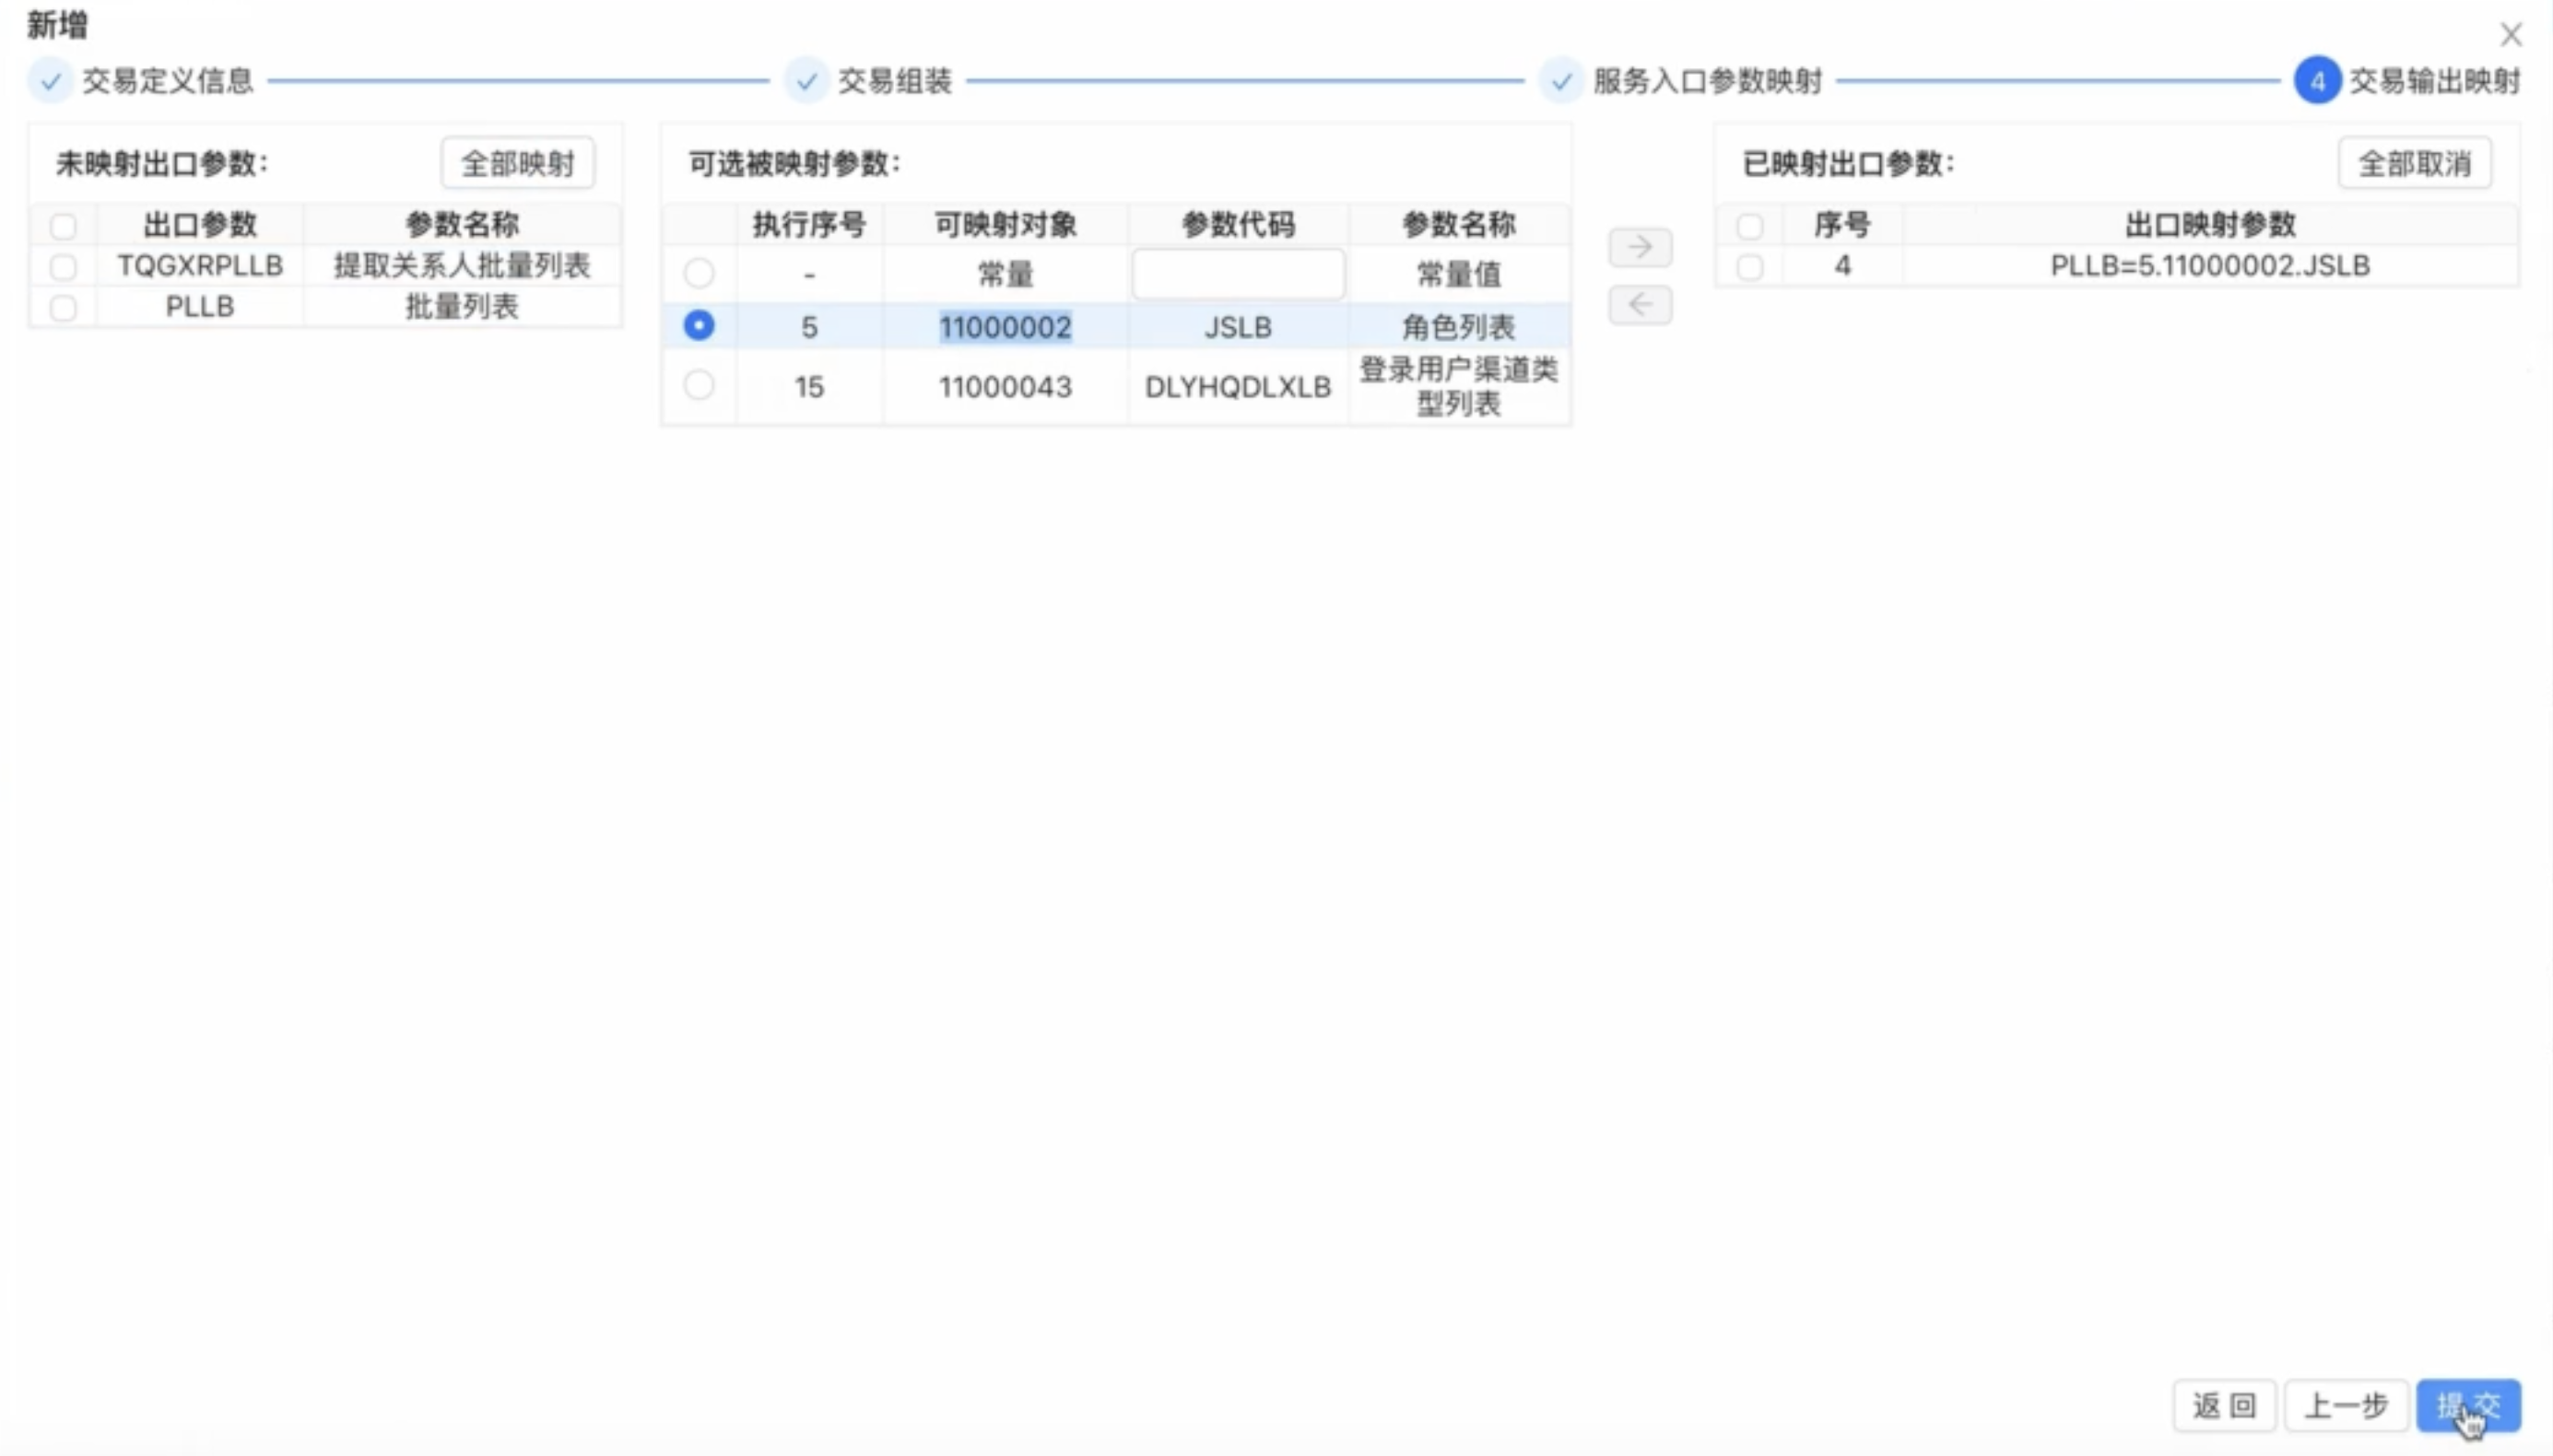 新增
交易定义信息 交易组装 服务入口参数映射 4 交易输出映射
未映射出口参数: 全部映射
出口参数 参数名称
TQGXRPLLB 提取关系人批量列表
PLLB 批量列表
可选被映射参数:
执行序号 可映射对象 参数代码 参数名称
- 常量 常量值
5 11000002 JSLB 角色列表
15 11000043 DLYHQDLXLB 登录用户渠道类
型列表
已映射出口参数: 全部取消
序号 出口映射参数
4 PLLB=5.11000002.JSLB
返回 上一步 提交